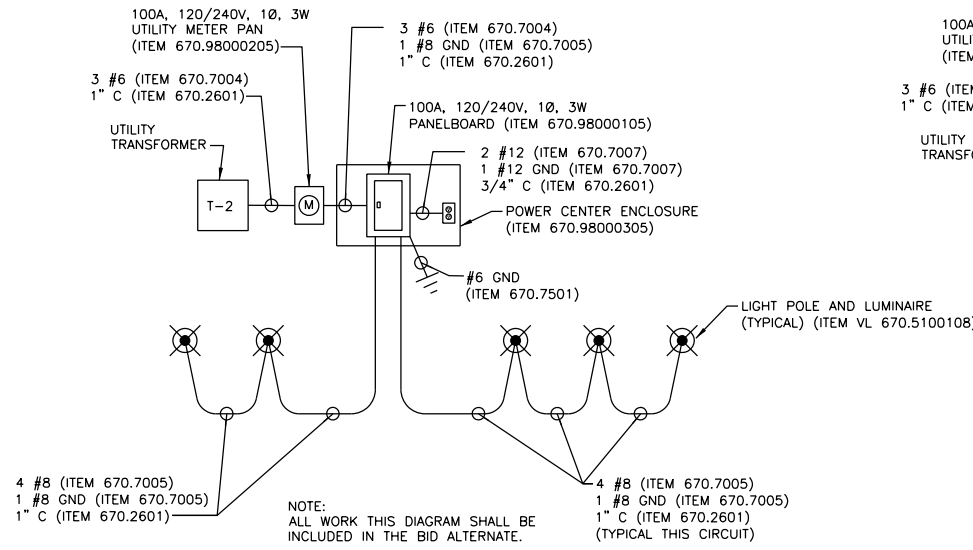 100A, 120/240V, 1Ø, 3W
UTILITY METER PAN
(ITEM 670.98000205)
3 #6 (ITEM 670.7004)
1 #8 GND (ITEM 670.7005)
1" C (ITEM 670.2601)
3 #6 (ITEM 670.7004)
1" C (ITEM 670.2601)
100A, 120/240V, 1Ø, 3W
PANELBOARD (ITEM 670.98000105)
UTILITY
TRANSFORMER
2 #12 (ITEM 670.7007)
1 #12 GND (ITEM 670.7007)
3/4" C (ITEM 670.2601)
T-2
M
POWER CENTER ENCLOSURE
(ITEM 670.98000305)
#6 GND
(ITEM 670.7501)
LIGHT POLE AND LUMINAIRE
(TYPICAL) (ITEM VL 670.5100108)
4 #8 (ITEM 670.7005)
1 #8 GND (ITEM 670.7005)
1" C (ITEM 670.2601)
NOTE:
ALL WORK THIS DIAGRAM SHALL BE
INCLUDED IN THE BID ALTERNATE.
4 #8 (ITEM 670.7005)
1 #8 GND (ITEM 670.7005)
1" C (ITEM 670.2601)
(TYPICAL THIS CIRCUIT)
100A
UTILI
(ITEM
3 #6 (ITEM
1" C (ITEM
UTILITY
TRANSFO